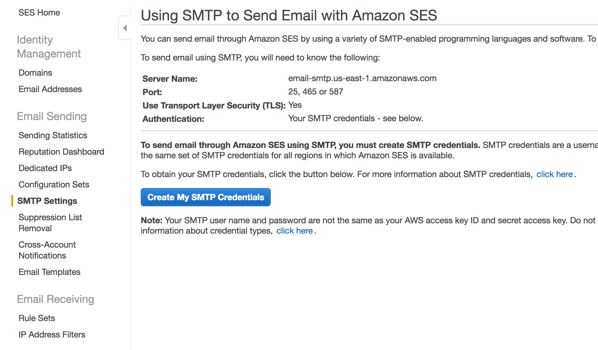 SES Home
Identity
Management
Domains
Email Addresses
Email Sending
Sending Statistics
Reputation Dashboard
Dedicated IPs
Configuration Sets
SMTP Settings
Suppression List
Removal
Cross-Account
Notifications
Email Templates
Email Receiving
Rule Sets
IP Address Filters
Using SMTP to Send Email with Amazon SES
You can send email through Amazon SES by using a variety of SMTP-enabled programming languages and software. To
To send email using SMTP, you will need to know the following:
Server Name: email-smtp.us-east-1.amazonaws.com
Port: 25, 465 or 587
Use Transport Layer Security (TLS): Yes
Authentication: Your SMTP credentials - see below.
To send email through Amazon SES using SMTP, you must create SMTP credentials. SMTP credentials are a userna
the same set of SMTP credentials for all regions in which Amazon SES is available.
To obtain your SMTP credentials, click the button below. For more information about SMTP credentials, click here.
Create My SMTP Credentials
Note: Your SMTP user name and password are not the same as your AWS access key ID and secret access key. Do not
information about credential types, click here.